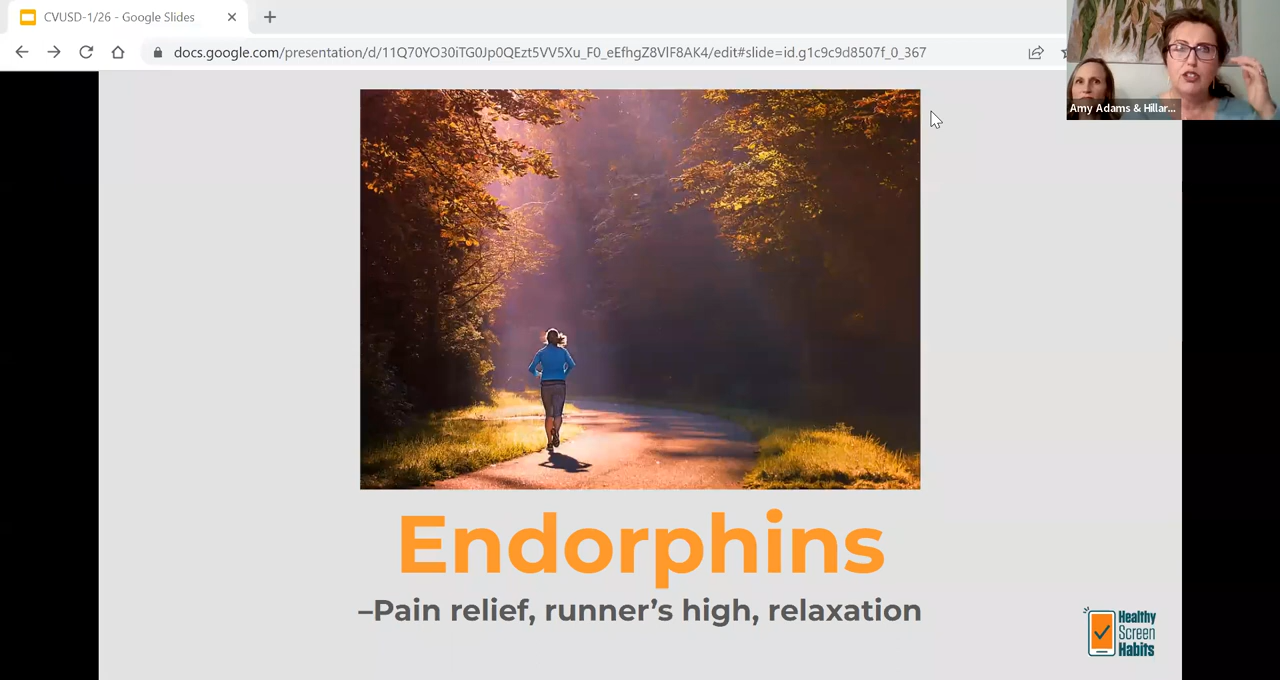 CVUSD-1/26 - Google Slides
docs.google.com/presentation/d/11Q70YO30iTG0Jp0QEzt5VV5Xu_F0_eEfhgZ8VlF8AK4/edit#slide=id.g1c9c9d8507f_0_367
Amy Adams & Hillar...
Endorphins
–Pain relief, runner’s high, relaxation
Healthy
Screen
Habits